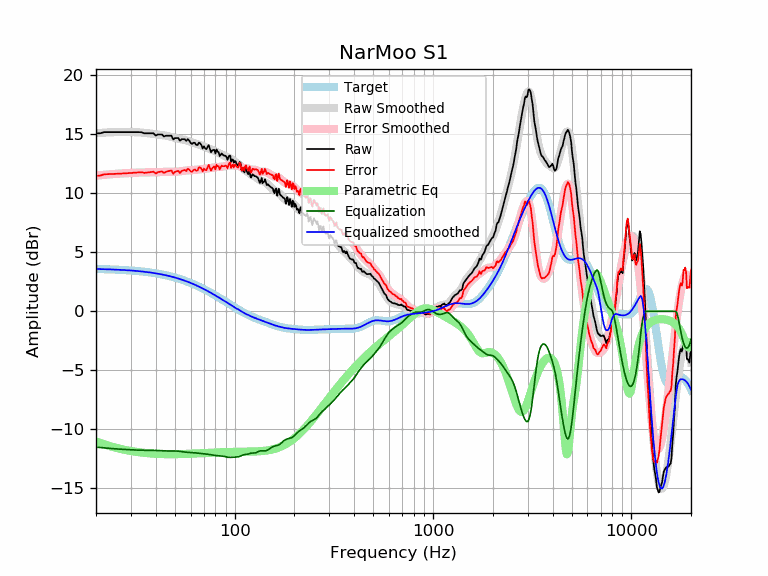 NarMoo S1
Target
Raw Smoothed
Error Smoothed
Raw
Error
Parametric Eq
Equalization
Equalized smoothed
20
15
10
5
0
−5
−10
−15
Amplitude (dBr)
100 1000 10000
Frequency (Hz)